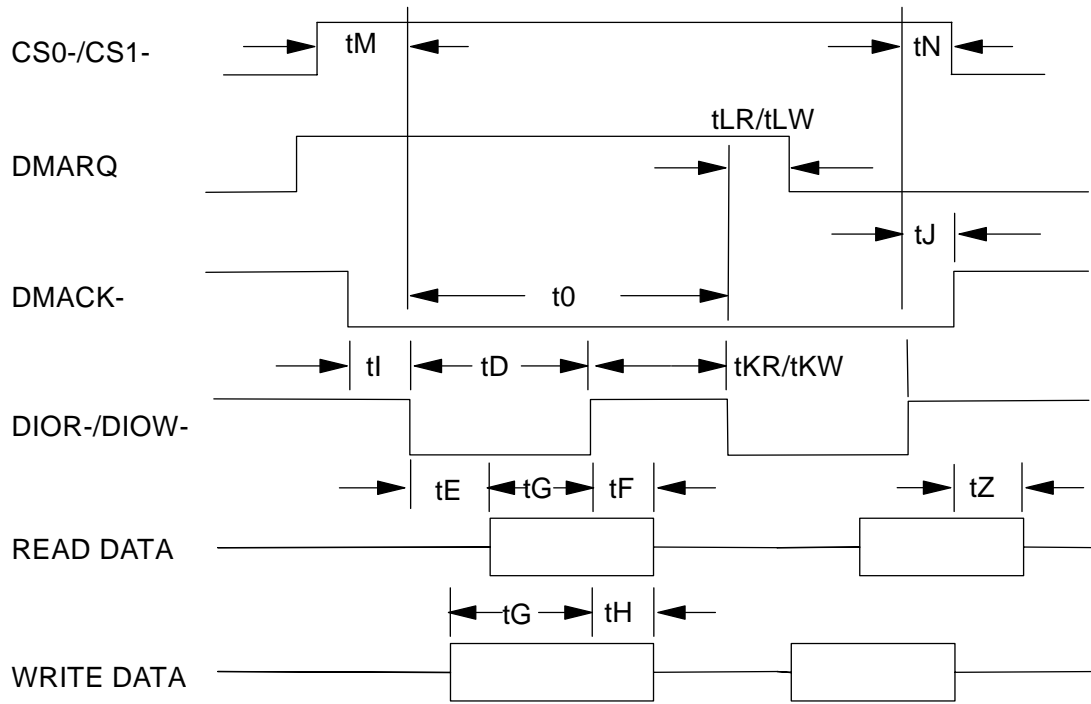 CS0-/CS1-
tM
tN
tLR/tLW
DMARQ
tJ
DMACK-
t0
tI
tD
tKR/tKW
DIOR-/DIOW-
tE
tG
tF
tZ
READ DATA
tG
tH
WRITE DATA